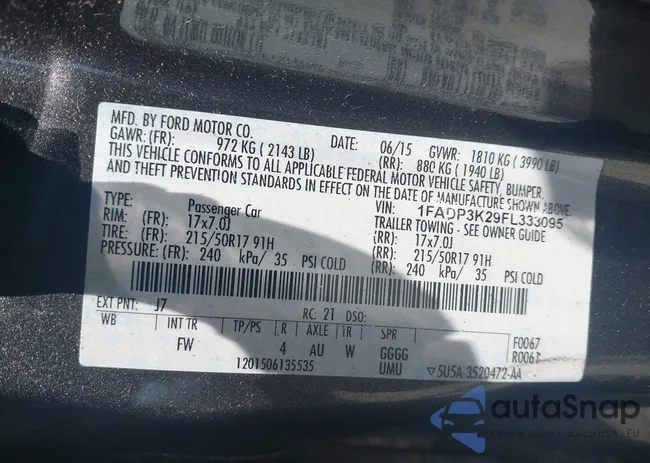 MFD. BY FORD MOTOR CO.
DATE: 06/15 GVWR: 1810 KG ( 3990 LB)
GAWR: (FR): 972 KG ( 2143 LB) (RR): 880 KG ( 1940 LB)
THIS VEHICLE CONFORMS TO ALL APPLICABLE FEDERAL MOTOR VEHICLE SAFETY, BUMPER,
AND THEFT PREVENTION STANDARDS IN EFFECT ON THE DATE OF MANUFACTURE SHOWN ABOVE.
VIN: 1FADP3K29FL333095
TYPE: Passenger Car TRAILER TOWING - SEE OWNER GUIDE
RIM: (FR): 17x7.0J (RR): 17x7.0J
TIRE: (FR): 215/50R17 91H (RR): 215/50R17 91H
PRESSURE: (FR): 240 kPa/ 35 PSI COLD (RR): 240 kPa/ 35 PSI COLD
EXT PNT: J7 RC: 21 DSO:
WB INT TR TP/PS R AXLE TR SPR F0067
FW 4 AU W GGGG
1201506135535 UMU 5U5A-3520472-AA
autoSnap